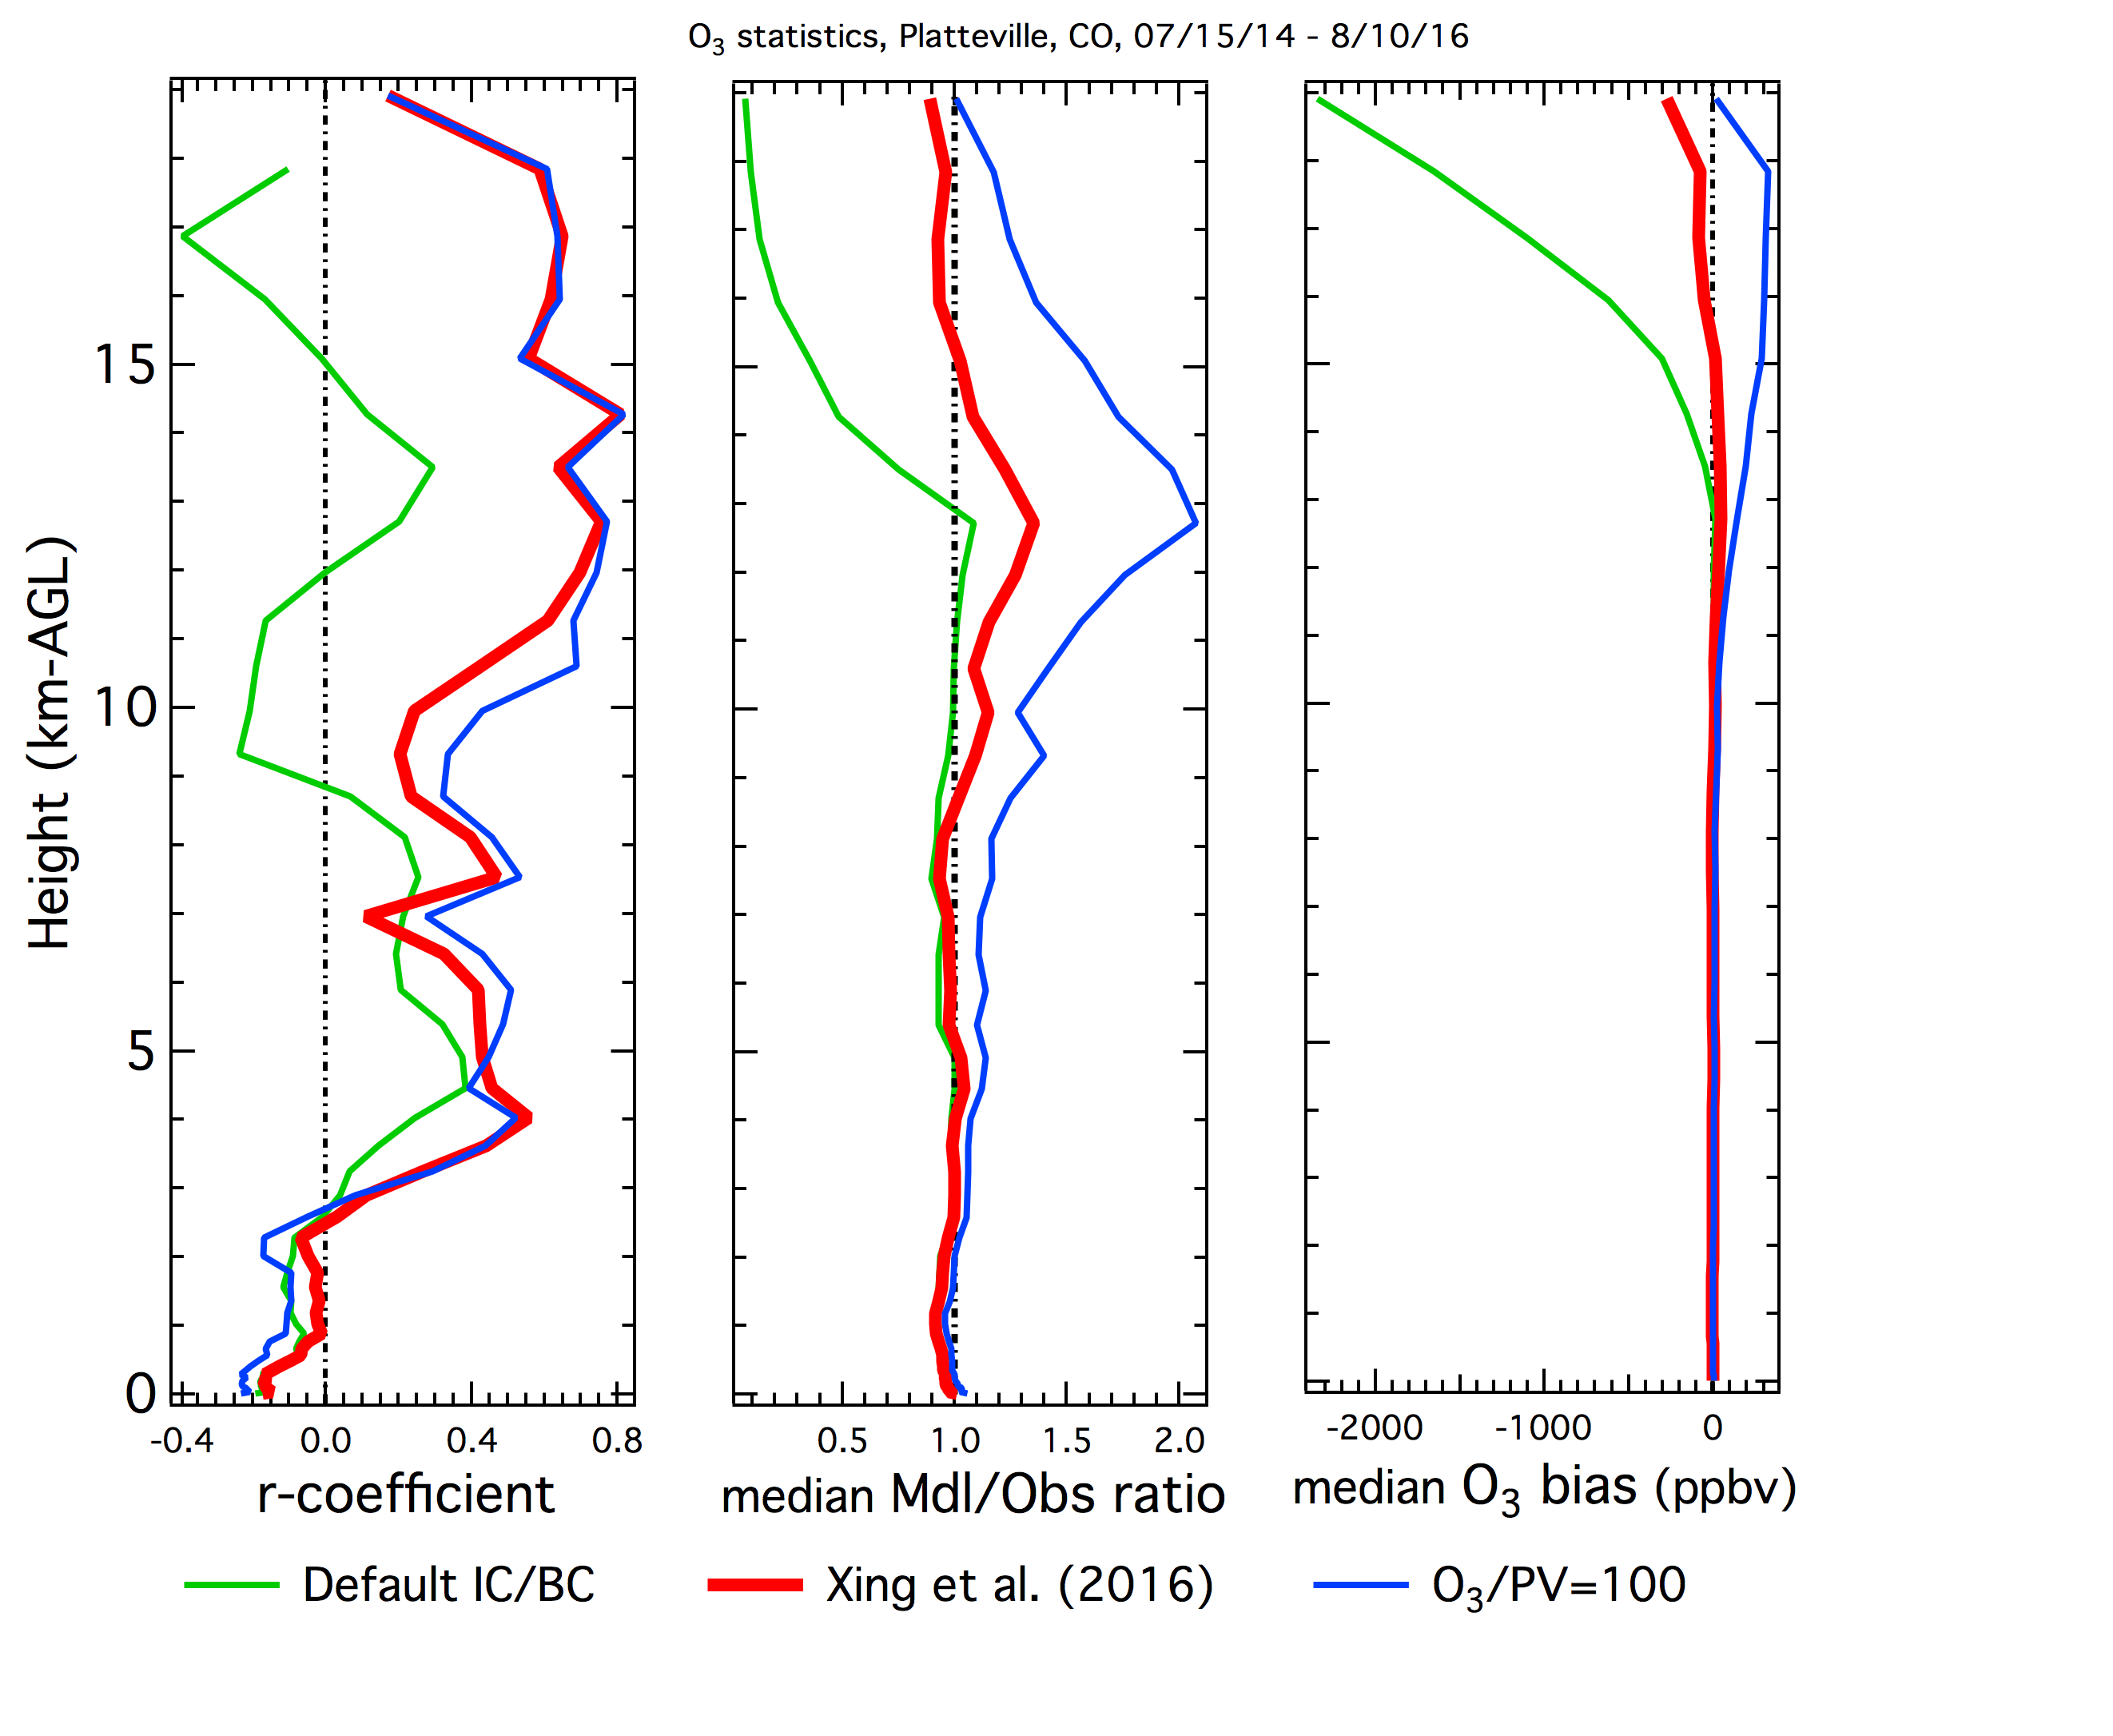 O3 statistics, Platteville, CO, 07/15/14 - 8/10/16
Height (km-AGL)
15
10
5
0
-0.4 0.0 0.4 0.8
r-coefficient
0.5 1.0 1.5 2.0
median Mdl/Obs ratio
-2000 -1000 0
median O3 bias (ppbv)
Default IC/BC
Xing et al. (2016)
O3/PV=100